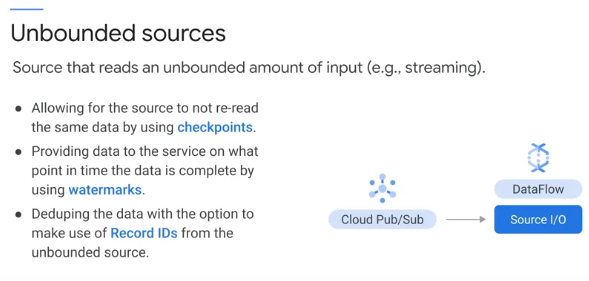 Unbounded sources
Source that reads an unbounded amount of input (e.g., streaming).
● Allowing for the source to not re-read
the same data by using checkpoints.
● Providing data to the service on what
point in time the data is complete by
using watermarks.
● Deduping the data with the option to
make use of Record IDs from the
unbounded source.
Cloud Pub/Sub
DataFlow
Source I/O